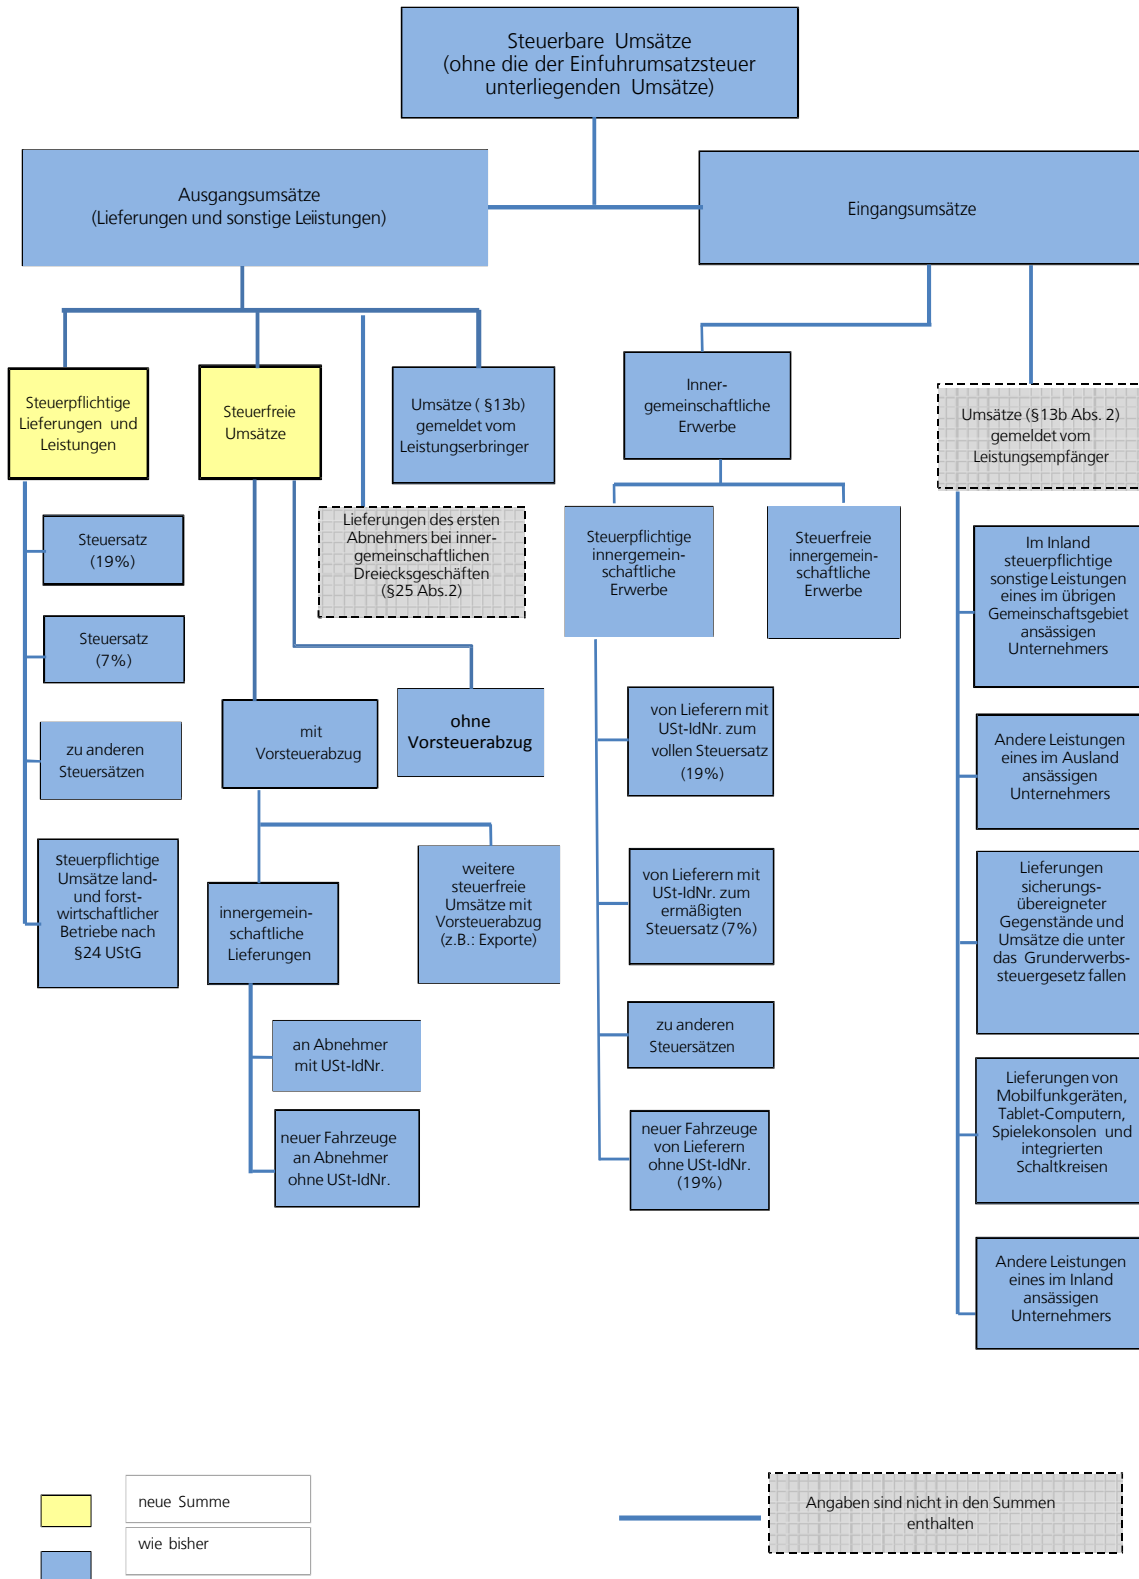 Steuerbare Umsätze
(ohne die der Einfuhrumsatzsteuer
unterliegenden Umsätze)
Ausgangsumsätze
(Lieferungen und sonstige Leiistungen)
Eingangsumsätze
Steuerpflichtige
Lieferungen und
Leistungen
Steuerfreie
Umsätze
Umsätze ( §13b)
gemeldet vom
Leistungserbringer
Inner-
gemeinschaftliche
Erwerbe
Umsätze (§13b Abs. 2)
gemeldet vom
Leistungsempfänger
Steuersatz
(19%)
Steuersatz
(7%)
zu anderen
Steuersätzen
Steuerpflichtige
Umsätze land-
und forst-
wirtschaftlicher
Betriebe nach
§24 UStG
Lieferungen des ersten
Abnehmers bei inner-
gemeinschaftlichen
Dreiecksgeschäften
(§25 Abs.2)
mit
Vorsteuerabzug
ohne
Vorsteuerabzug
innergemein-
schaftliche
Lieferungen
weitere
steuerfreie
Umsätze mit
Vorsteuerabzug
(z.B.: Exporte)
an Abnehmer
mit USt-IdNr.
neuer Fahrzeuge
an Abnehmer
ohne USt-IdNr.
Steuerpflichtige
innergemein-
schaftliche
Erwerbe
Steuerfreie
innergemein-
schaftliche
Erwerbe
von Lieferern mit
USt-IdNr. zum
vollen Steuersatz
(19%)
von Lieferern mit
USt-IdNr. zum
ermäßigten
Steuersatz (7%)
zu anderen
Steuersätzen
neuer Fahrzeuge
von Lieferern
ohne USt-IdNr.
(19%)
Im Inland
steuerpflichtige
sonstige Leistungen
eines im übrigen
Gemeinschaftsgebiet
ansässigen
Unternehmers
Andere Leistungen
eines im Ausland
ansässigen
Unternehmers
Lieferungen
sicherungs-
übereigneter
Gegenstände und
Umsätze die unter
das Grunderwerbs-
steuergesetz fallen
Lieferungen von
Mobilfunkgeräten,
Tablet-Computern,
Spielekonsolen und
integrierten
Schaltkreisen
Andere Leistungen
eines im Inland
ansässigen
Unternehmers
neue Summe
wie bisher
Angaben sind nicht in den Summen
enthalten